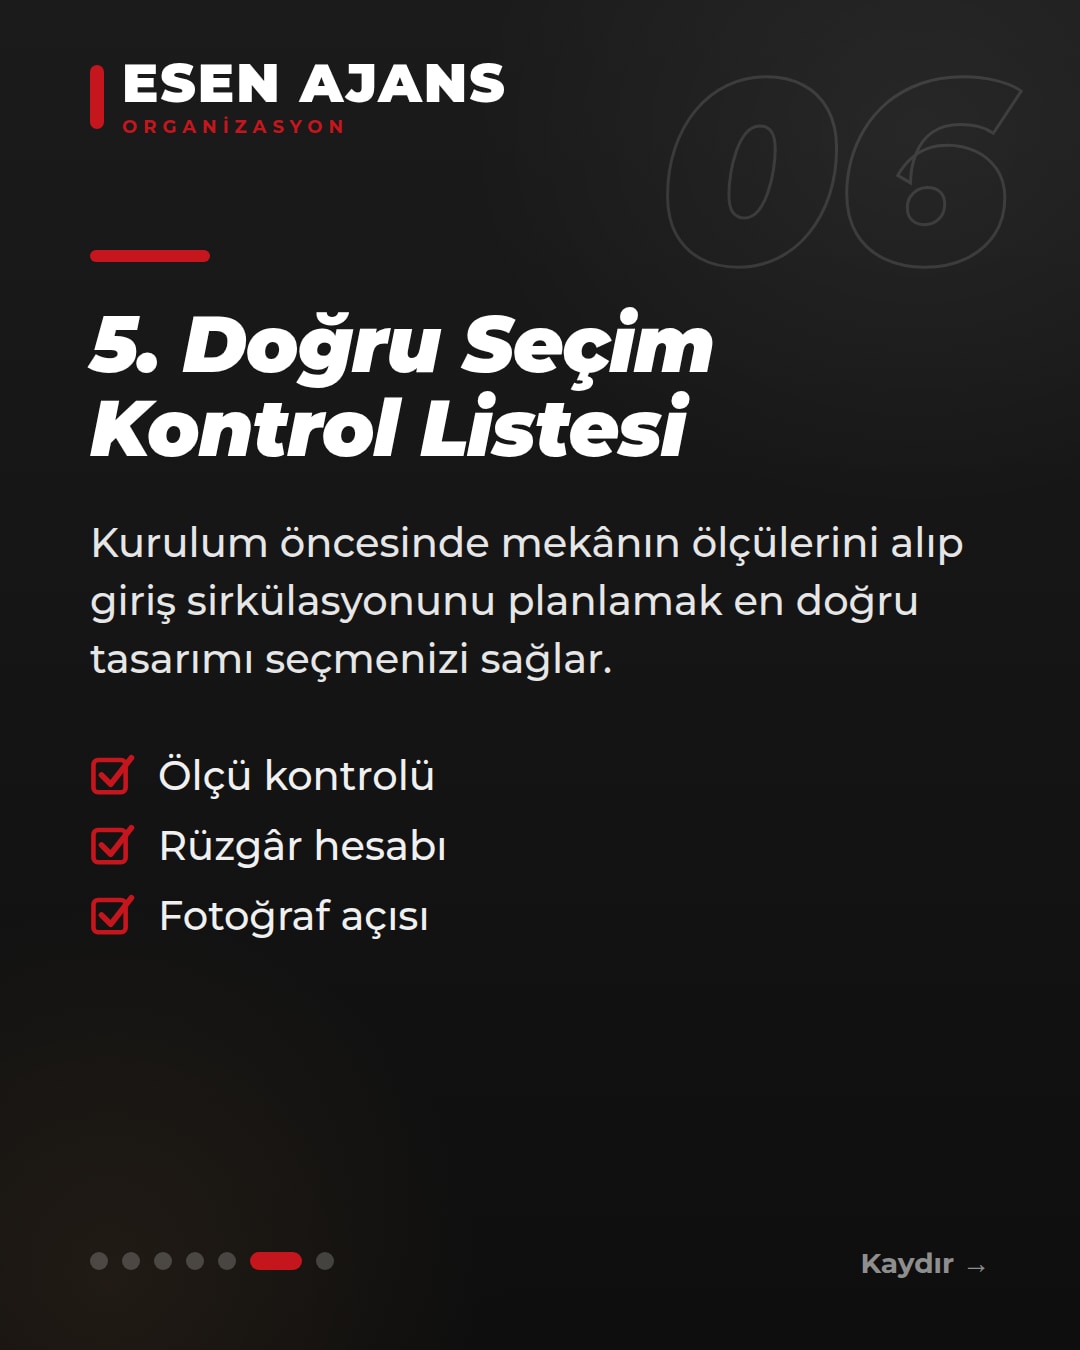 ESEN AJANS
ORGANİZASYON
06
5. Doğru Seçim
Kontrol Listesi
Kurulum öncesinde mekânın ölçülerini alıp
giriş sirkülasyonunu planlamak en doğru
tasarımı seçmenizi sağlar.
Ölçü kontrolü
Rüzgâr hesabı
Fotoğraf açısı
Kaydır →